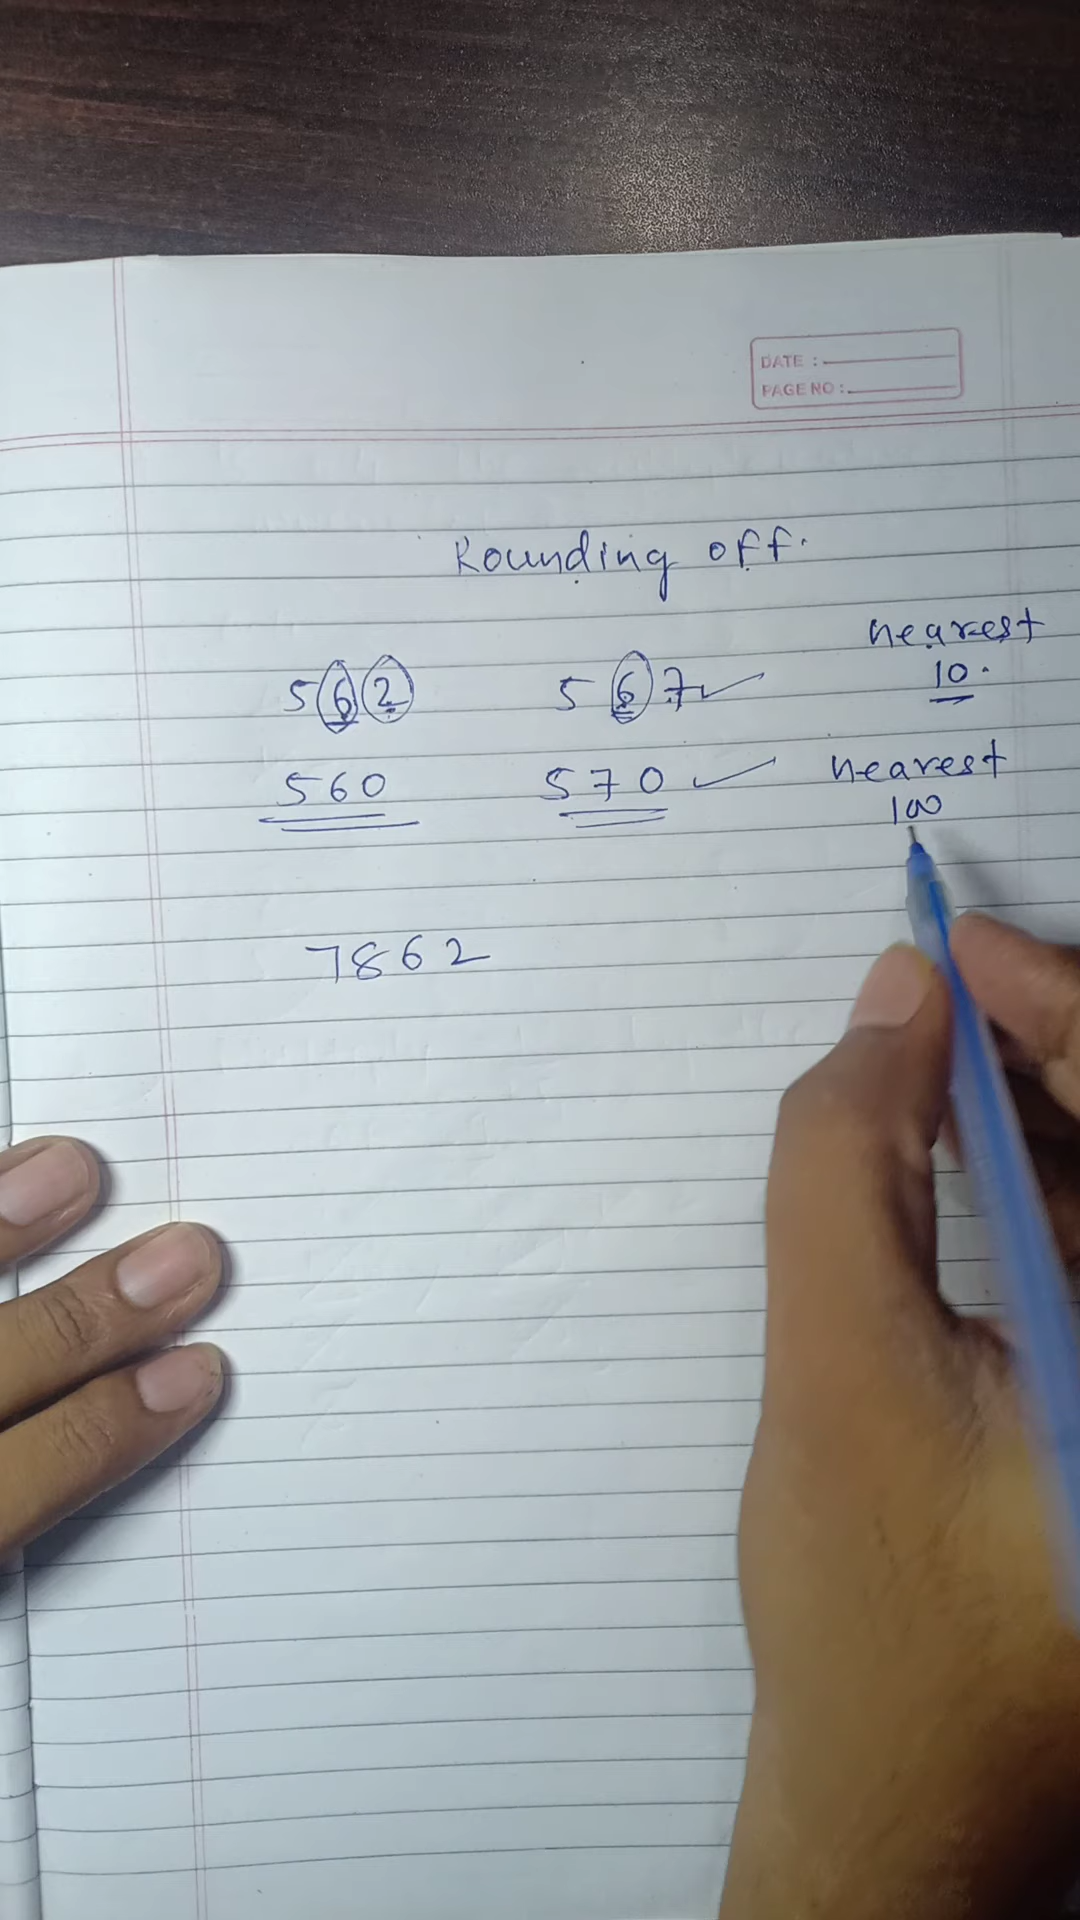 DATE :
PAGE NO :
Rounding off.
562 567 nearest
10.
560 570 nearest
100
7862